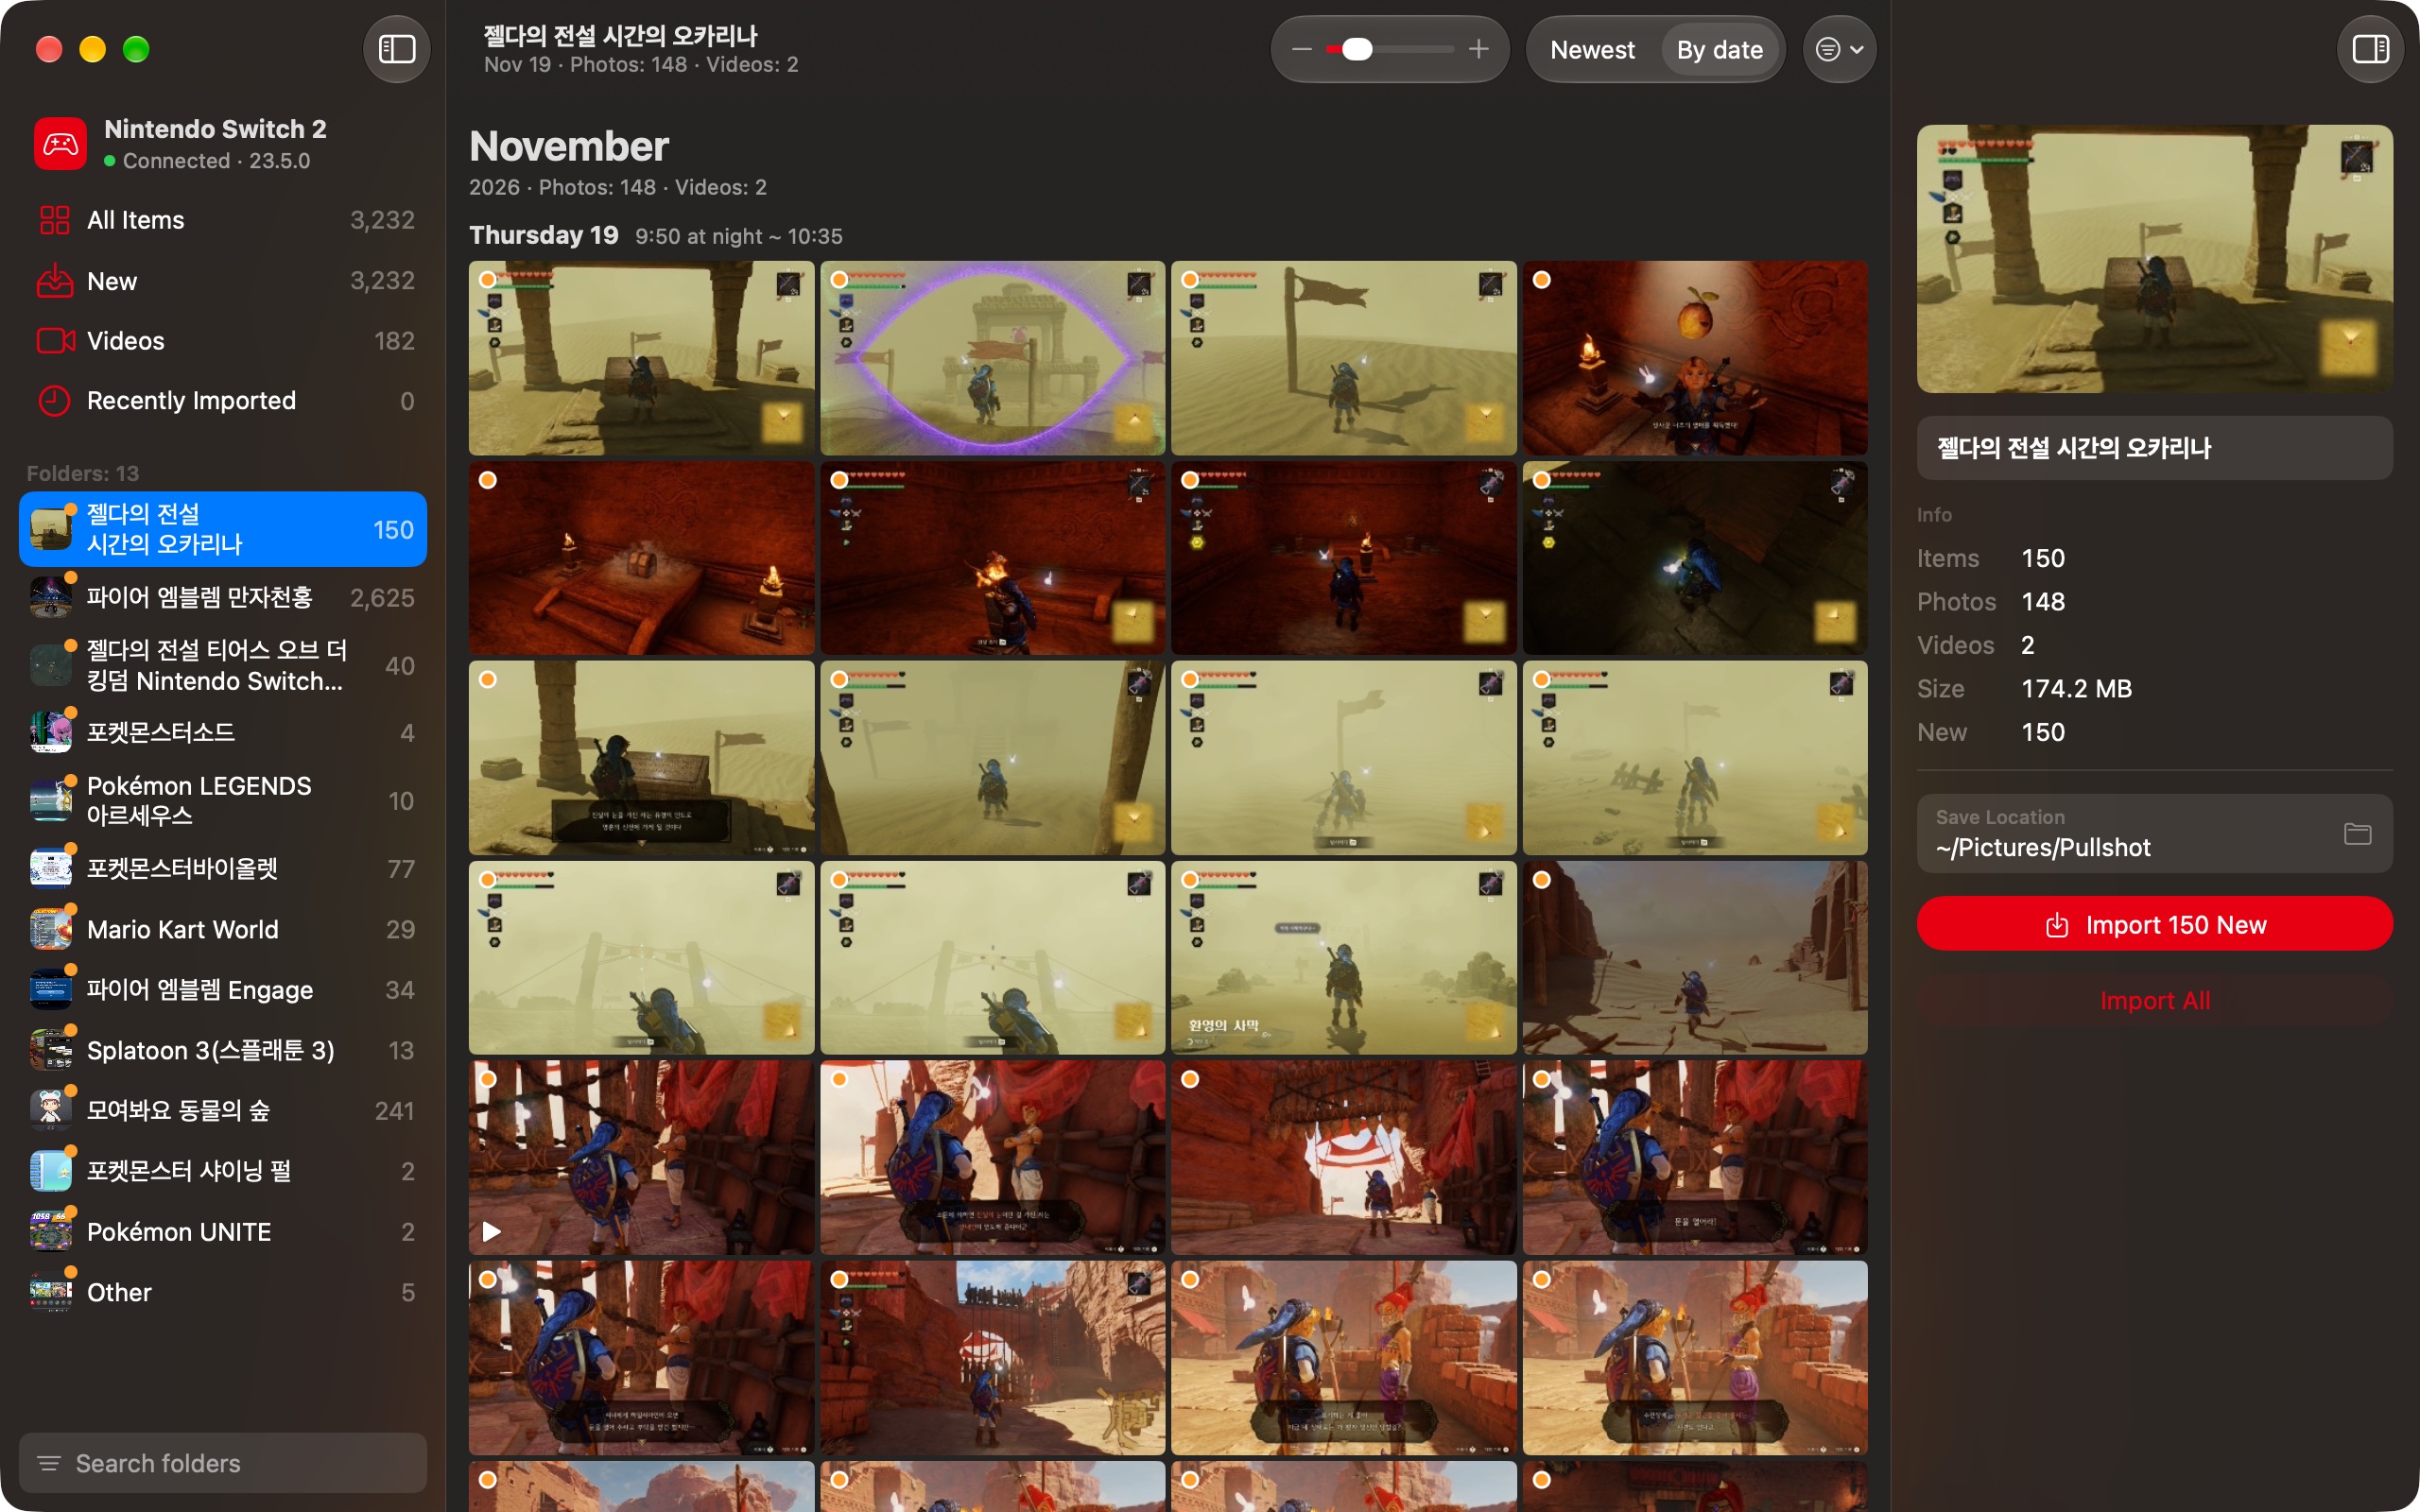 젤다의 전설 시간의 오카리나
Nov 19 · Photos: 148 · Videos: 2
Newest
By date
Nintendo Switch 2
Connected · 23.5.0
All Items 3,232
New 3,232
Videos 182
Recently Imported 0
Folders: 13
젤다의 전설
시간의 오카리나 150
파이어 엠블렘 만자천홍 2,625
젤다의 전설 티어스 오브 더
킹덤 Nintendo Switch... 40
포켓몬스터소드 4
Pokémon LEGENDS
아르세우스 10
포켓몬스터바이올렛 77
Mario Kart World 29
파이어 엠블렘 Engage 34
Splatoon 3(스플래툰 3) 13
모여봐요 동물의 숲 241
포켓몬스터 샤이닝 펄 2
Pokémon UNITE 2
Other 5
Search folders
November
2026 · Photos: 148 · Videos: 2
Thursday 19 9:50 at night ~ 10:35
환영의 사막
문을 열어라!
젤다의 전설 시간의 오카리나
Info
Items 150
Photos 148
Videos 2
Size 174.2 MB
New 150
Save Location
~/Pictures/Pullshot
Import 150 New
Import All